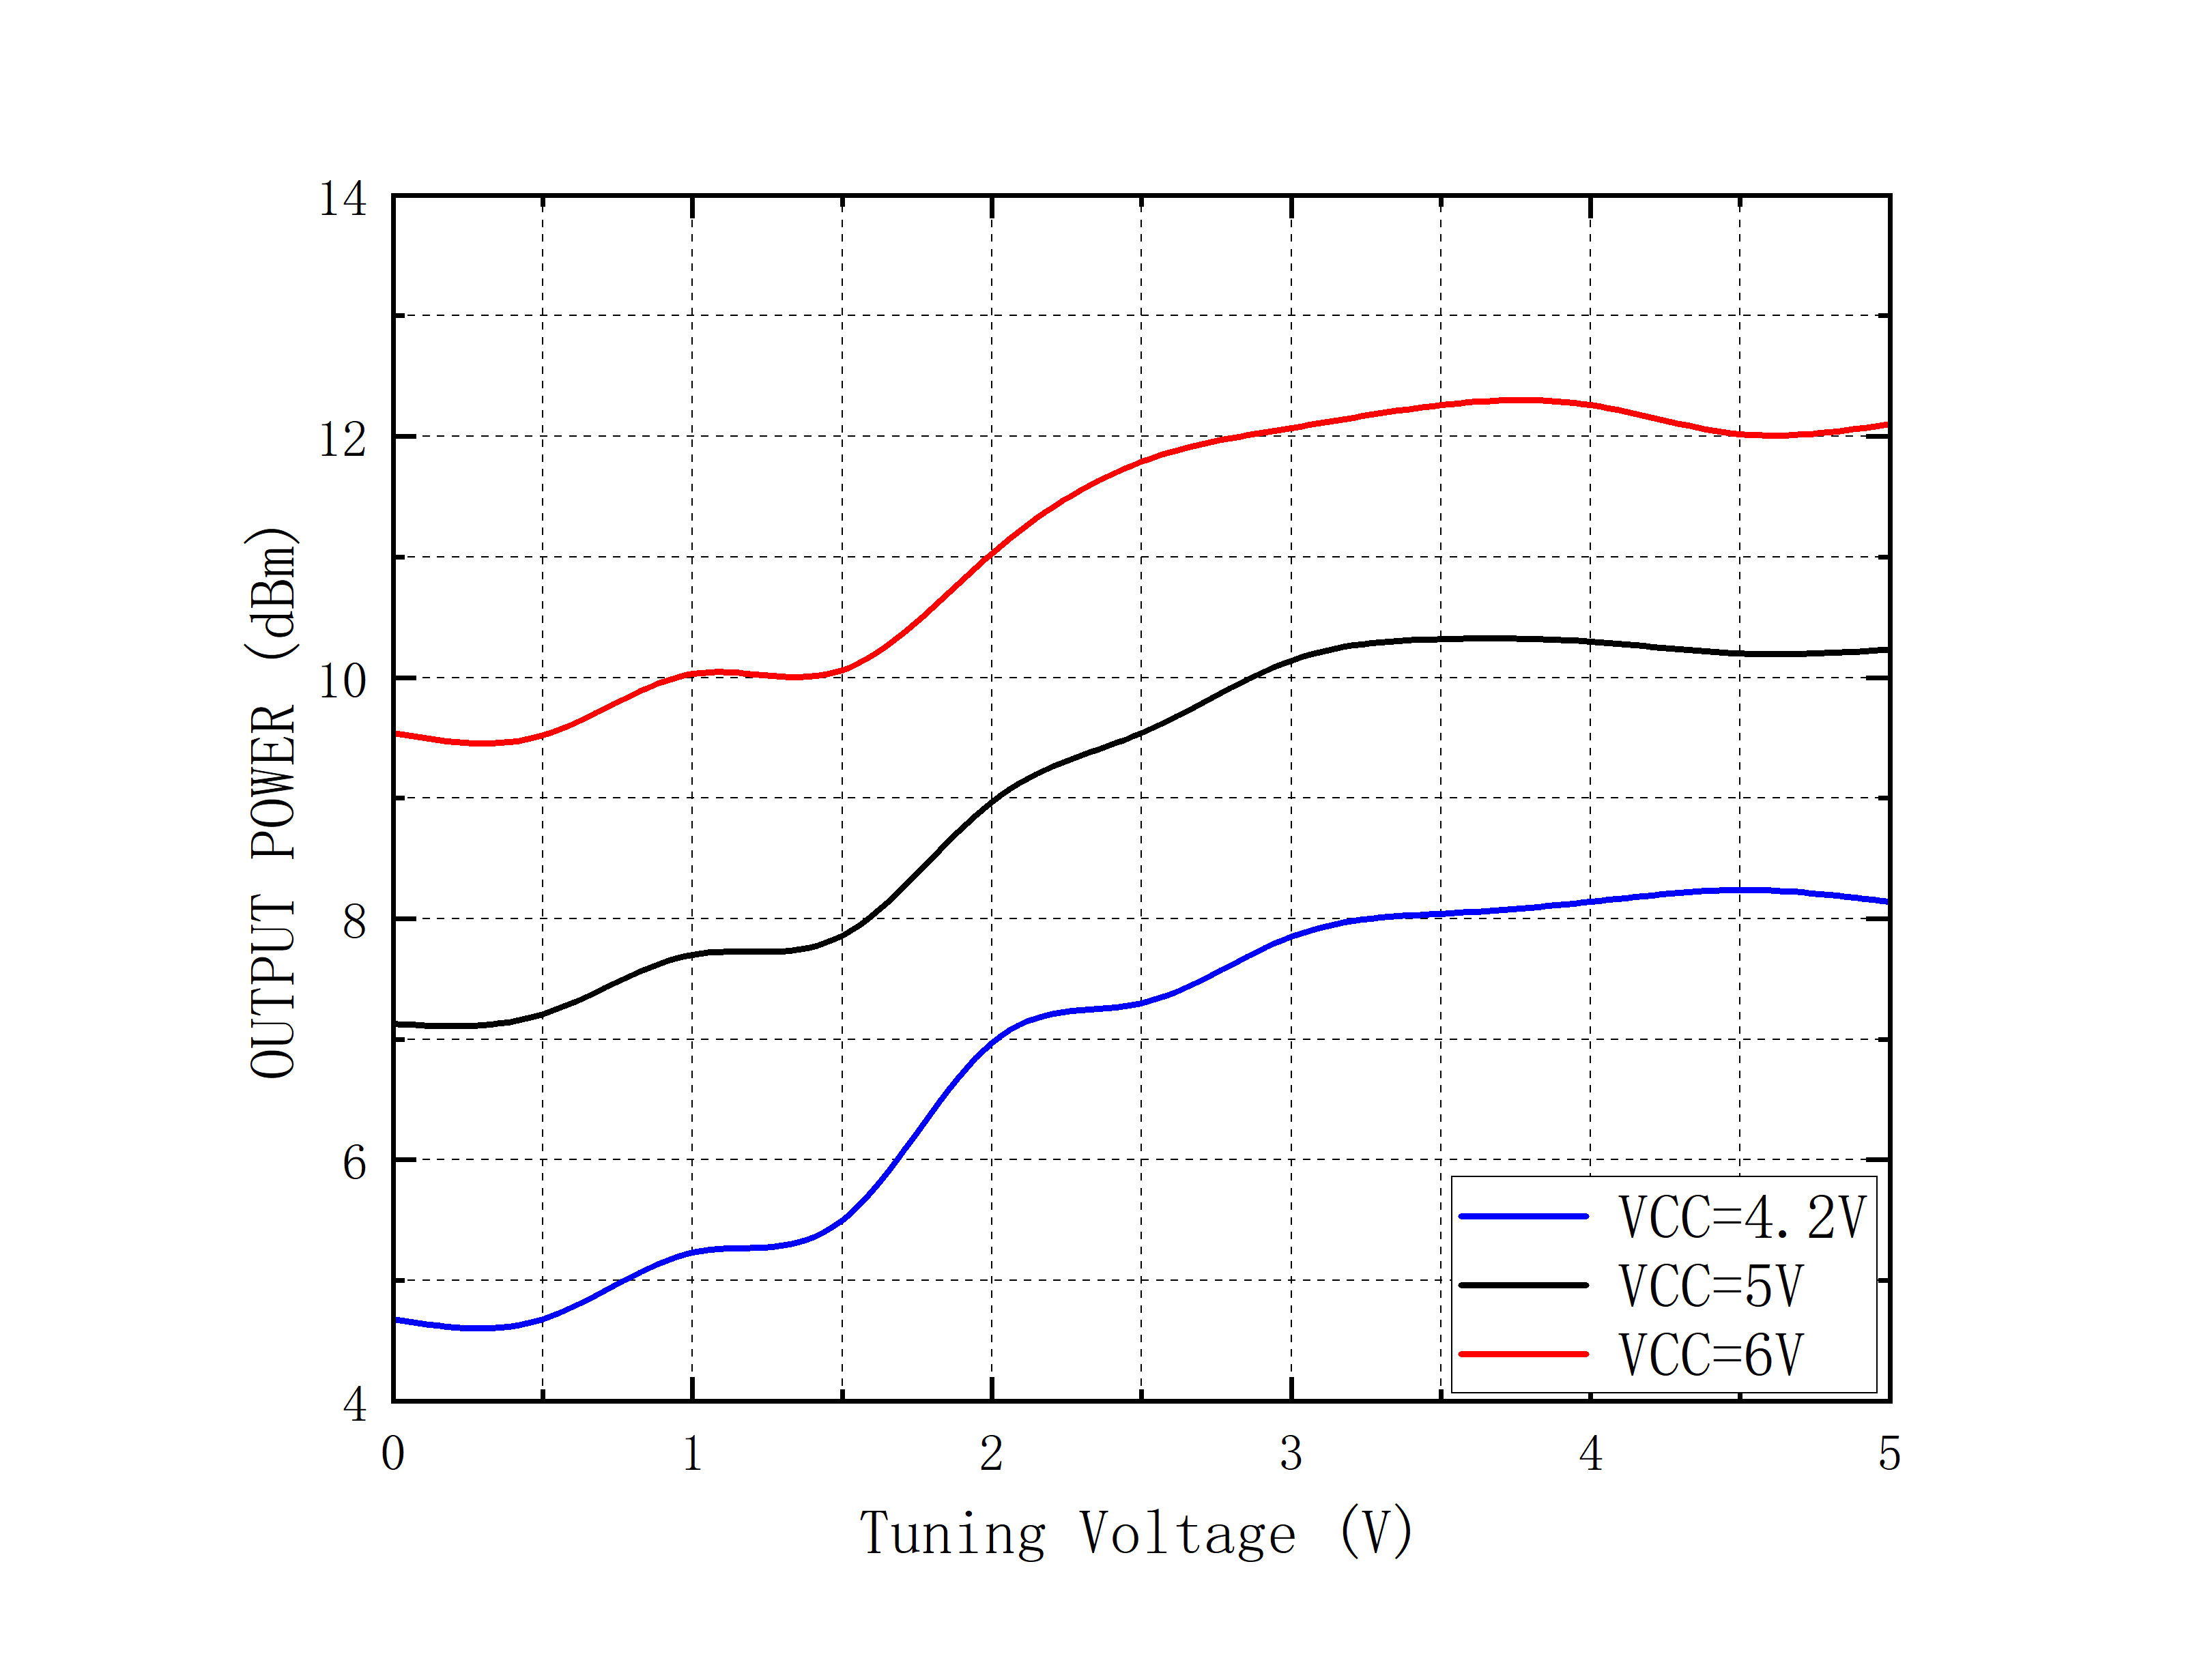 14
12
10
8
6
4
OUTPUT POWER (dBm)
0 1 2 3 4 5
Tuning Voltage (V)
VCC=4.2V
VCC=5V
VCC=6V